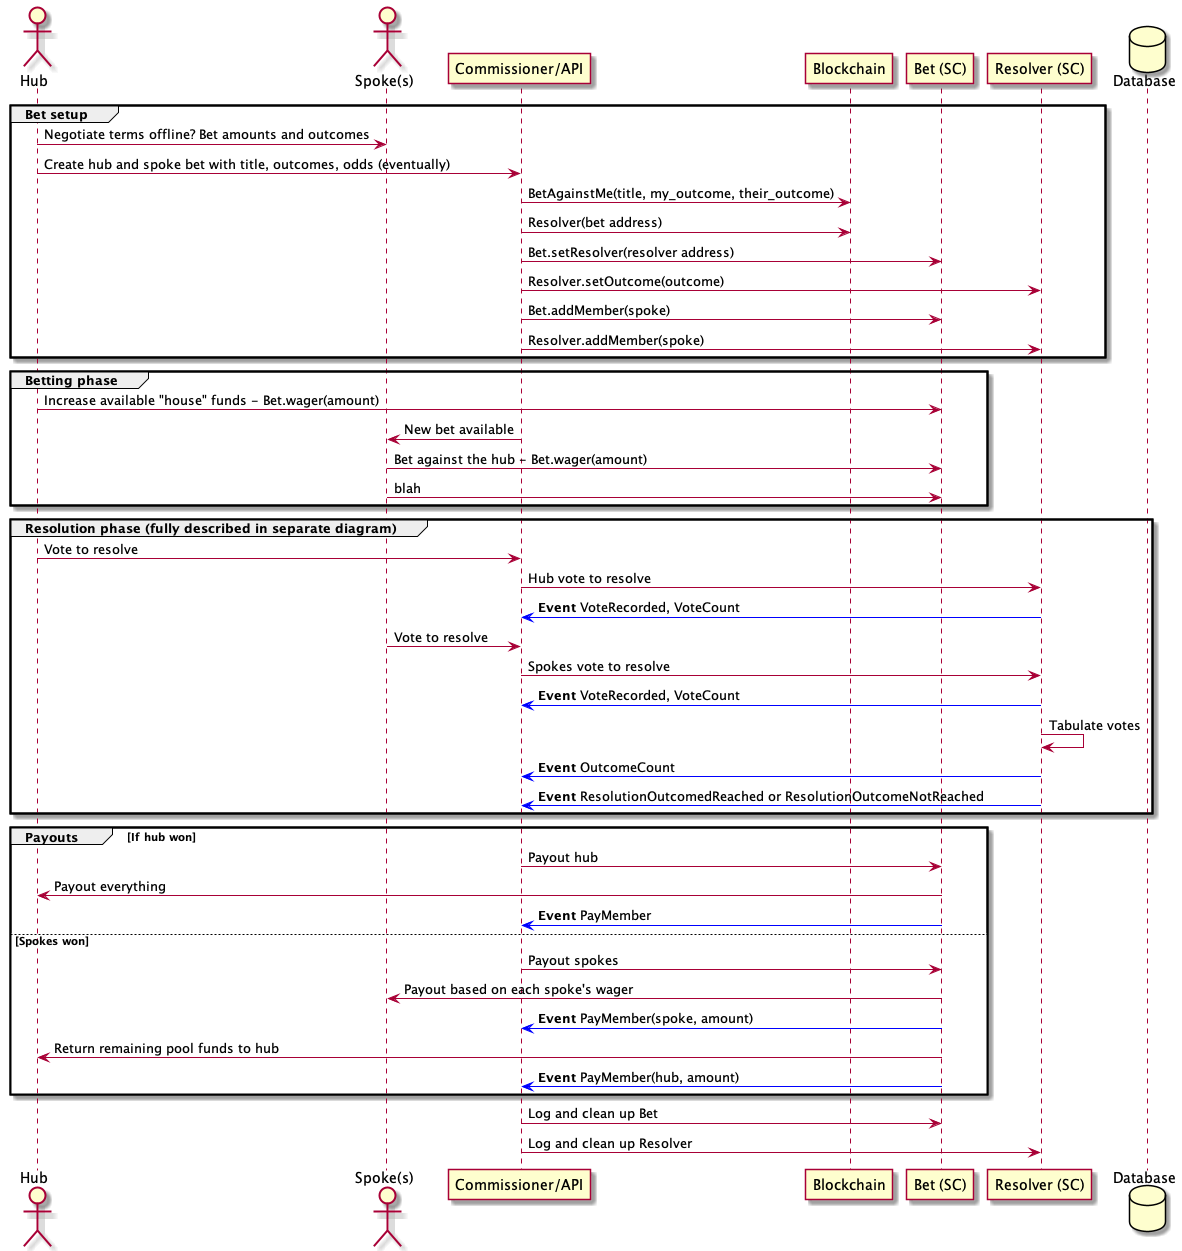 Hub
Spoke(s)
Commissioner/API
Blockchain
Bet (SC)
Resolver (SC)
Database
Bet setup
Negotiate terms offline? Bet amounts and outcomes
Create hub and spoke bet with title, outcomes, odds (eventually)
BetAgainstMe(title, my_outcome, their_outcome)
Resolver(bet address)
Bet.setResolver(resolver address)
Resolver.setOutcome(outcome)
Bet.addMember(spoke)
Resolver.addMember(spoke)
Betting phase
Increase available "house" funds - Bet.wager(amount)
New bet available
Bet against the hub - Bet.wager(amount)
blah
Resolution phase (fully described in separate diagram)
Vote to resolve
Hub vote to resolve
Event VoteRecorded, VoteCount
Vote to resolve
Spokes vote to resolve
Event VoteRecorded, VoteCount
Tabulate votes
Event OutcomeCount
Event ResolutionOutcomedReached or ResolutionOutcomeNotReached
Payouts [If hub won]
Payout hub
Payout everything
Event PayMember
[Spokes won]
Payout spokes
Payout based on each spoke's wager
Event PayMember(spoke, amount)
Return remaining pool funds to hub
Event PayMember(hub, amount)
Log and clean up Bet
Log and clean up Resolver
Hub
Spoke(s)
Commissioner/API
Blockchain
Bet (SC)
Resolver (SC)
Database